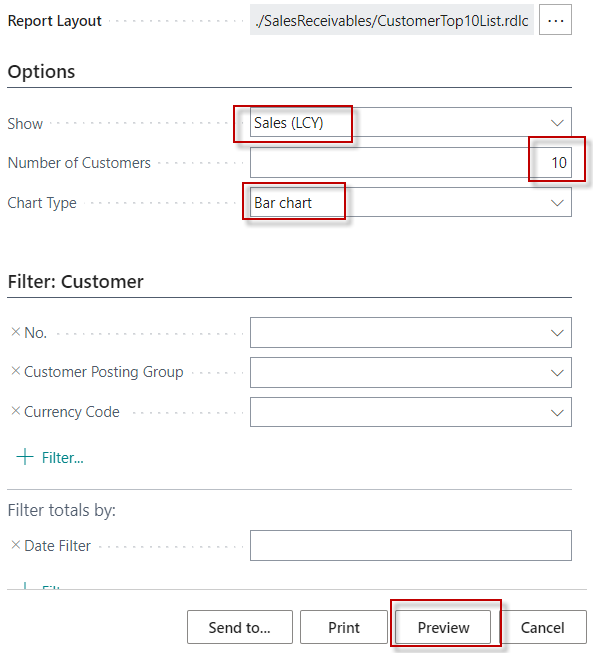 Report Layout ./SalesReceivables/CustomerTop10List.rdlc ...
Options
Show Sales (LCY)
Number of Customers 10
Chart Type Bar chart
Filter: Customer
× No.
× Customer Posting Group
× Currency Code
+ Filter...
Filter totals by:
× Date Filter
Send to... Print Preview Cancel